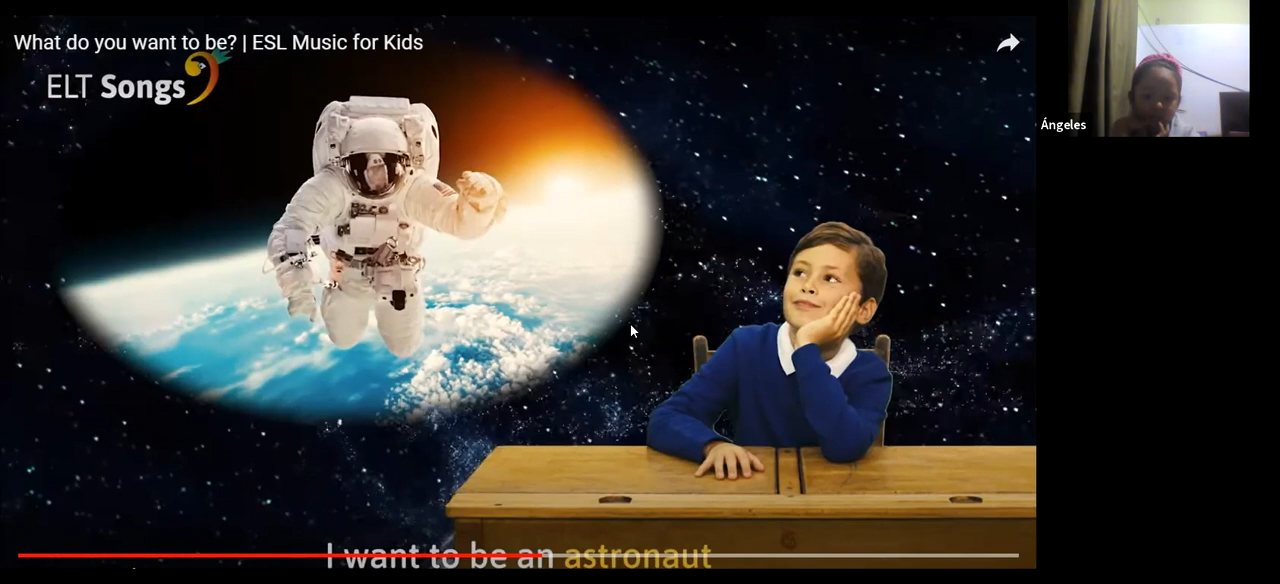 What do you want to be? | ESL Music for Kids
ELT Songs
Ángeles
I want to be an astronaut